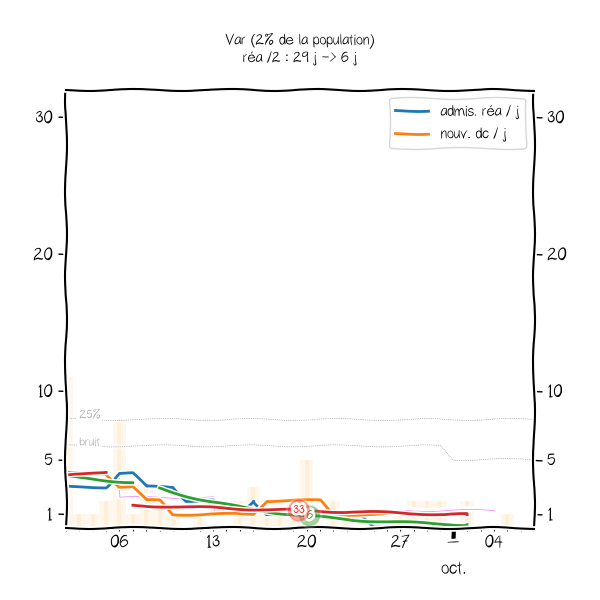 Var (2% de la population)
réa /2 : 29 j -> 6 j
admis. réa / j
nouv. dc / j
30
30
20
20
10
10
25%
bruit
5
5
33
1
1
06
13
20
27
04
oct.